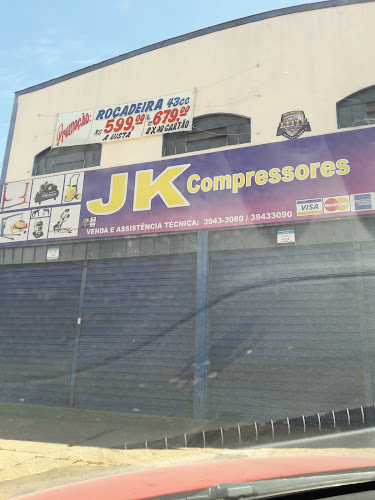 Promoção: ROÇADEIRA 43cc
R$ 599,00 R$ 679,00
A VISTA 8X NO CARTÃO
JK Compressores
VENDA E ASSISTÊNCIA TÉCNICA: 3943-3080 / 39433090
VISA MasterCard